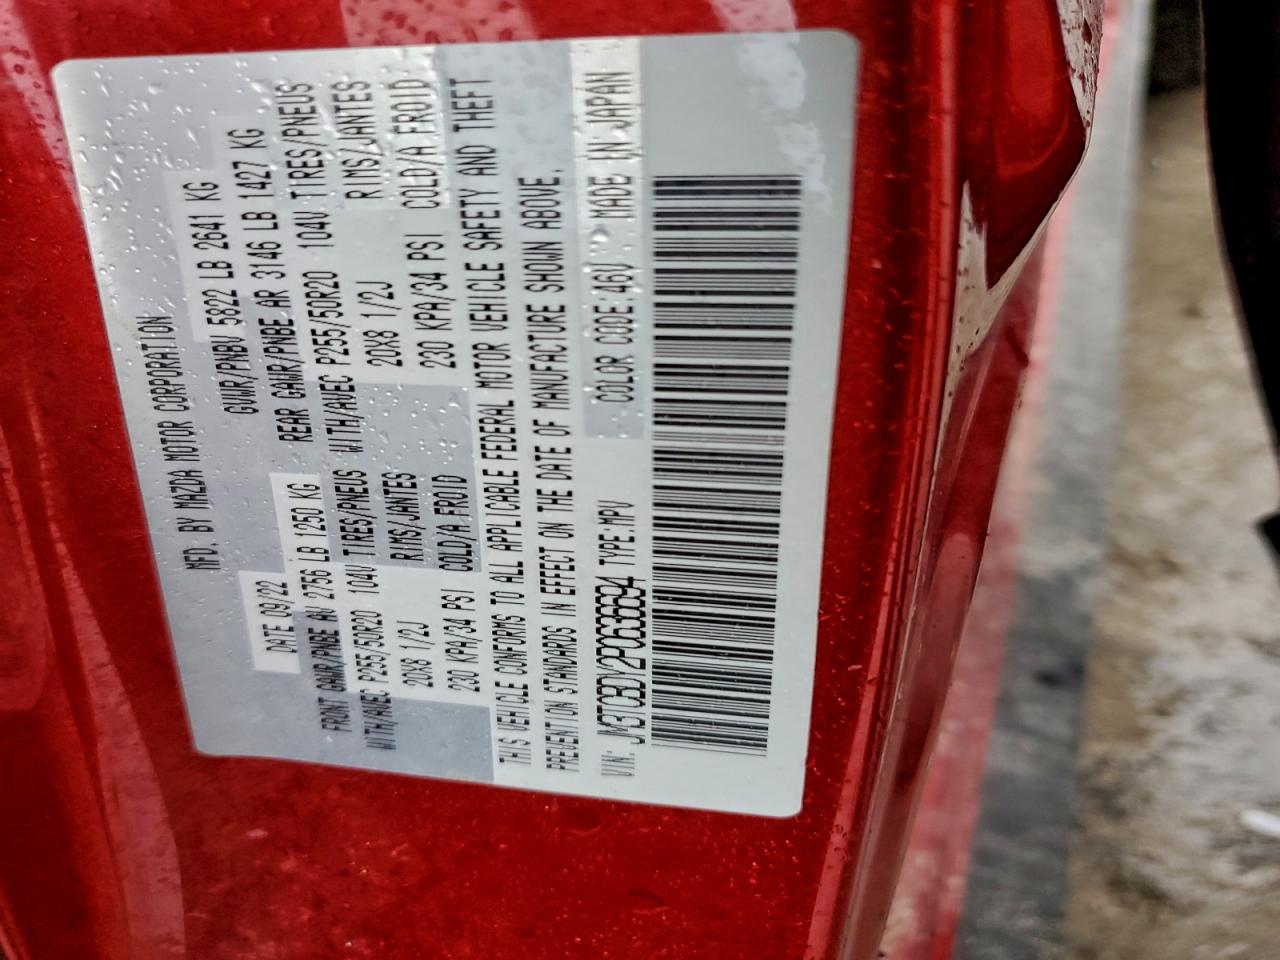 MFD. BY MAZDA MOTOR CORPORATION
DATE 09/22 GVWR/PNBV 5822 LB 2641 KG
FRONT GAWR/PNBE AV 2756 LB 1250 KG REAR GAWR/PNBE AR 3146 LB 1427 KG
WITH/AVEC P255/50R20 104V TIRES/PNEUS WITH/AVEC P255/50R20 104V TIRES/PNEUS
20X8 1/2J RIMS/JANTES 20X8 1/2J RIMS/JANTES
230 KPA/34 PSI COLD/A FROID 230 KPA/34 PSI COLD/A FROID
THIS VEHICLE CONFORMS TO ALL APPLICABLE FEDERAL MOTOR VEHICLE SAFETY AND THEFT
PREVENTION STANDARDS IN EFFECT ON THE DATE OF MANUFACTURE SHOWN ABOVE.
VIN: JM3TCBDY2P0636694 TYPE:MPV COLOR CODE:46V MADE IN JAPAN